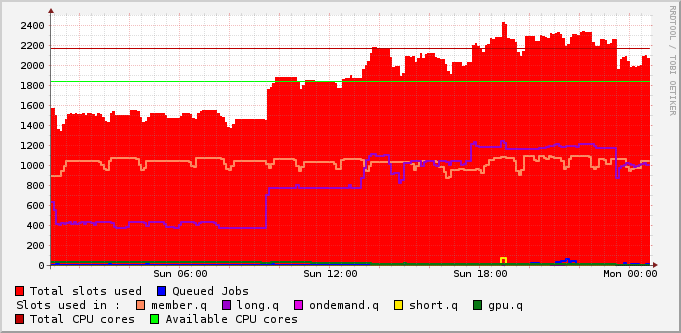 2400
2200
2000
1800
1600
1400
1200
1000
800
600
400
200
0
Sun 06:00 Sun 12:00 Sun 18:00 Mon 00:00
Total slots used Queued Jobs
Slots used in : member.q long.q ondemand.q short.q gpu.q
Total CPU cores Available CPU cores
RRDTOOL / TOBI OETIKER